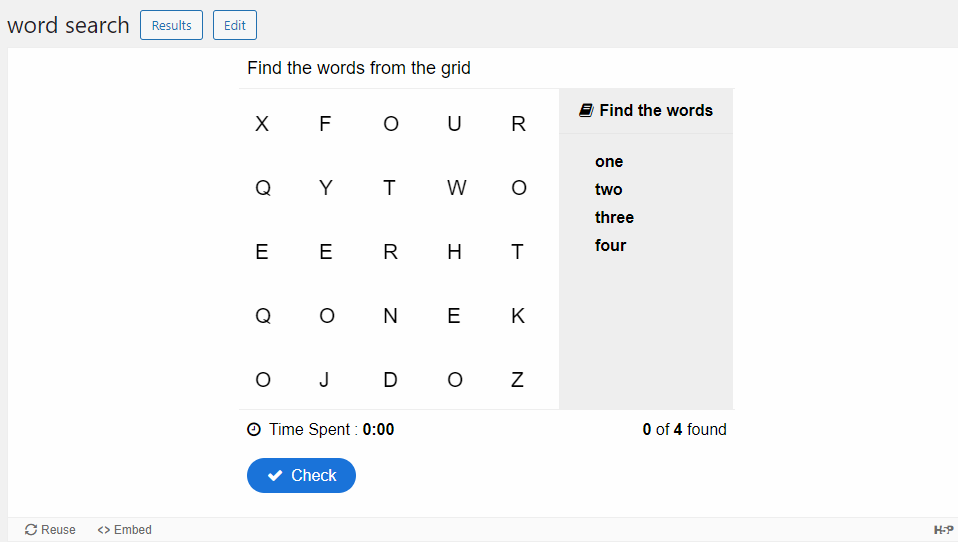 word search Results Edit
Find the words from the grid
X F O U R
Q Y T W O
E E R H T
Q O N E K
O J D O Z
Find the words
one
two
three
four
Time Spent : 0:00
0 of 4 found
Check
Reuse <> Embed
H-P